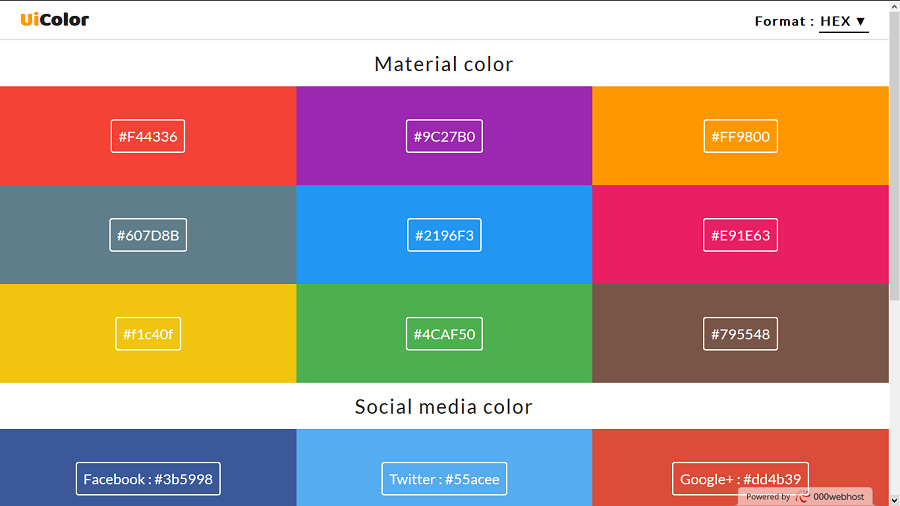 UiColor
Format : HEX ▼
Material color
#F44336
#9C27B0
#FF9800
#607D8B
#2196F3
#E91E63
#f1c40f
#4CAF50
#795548
Social media color
Facebook : #3b5998
Twitter : #55acee
Google+ : #dd4b39
Powered by 000webhost